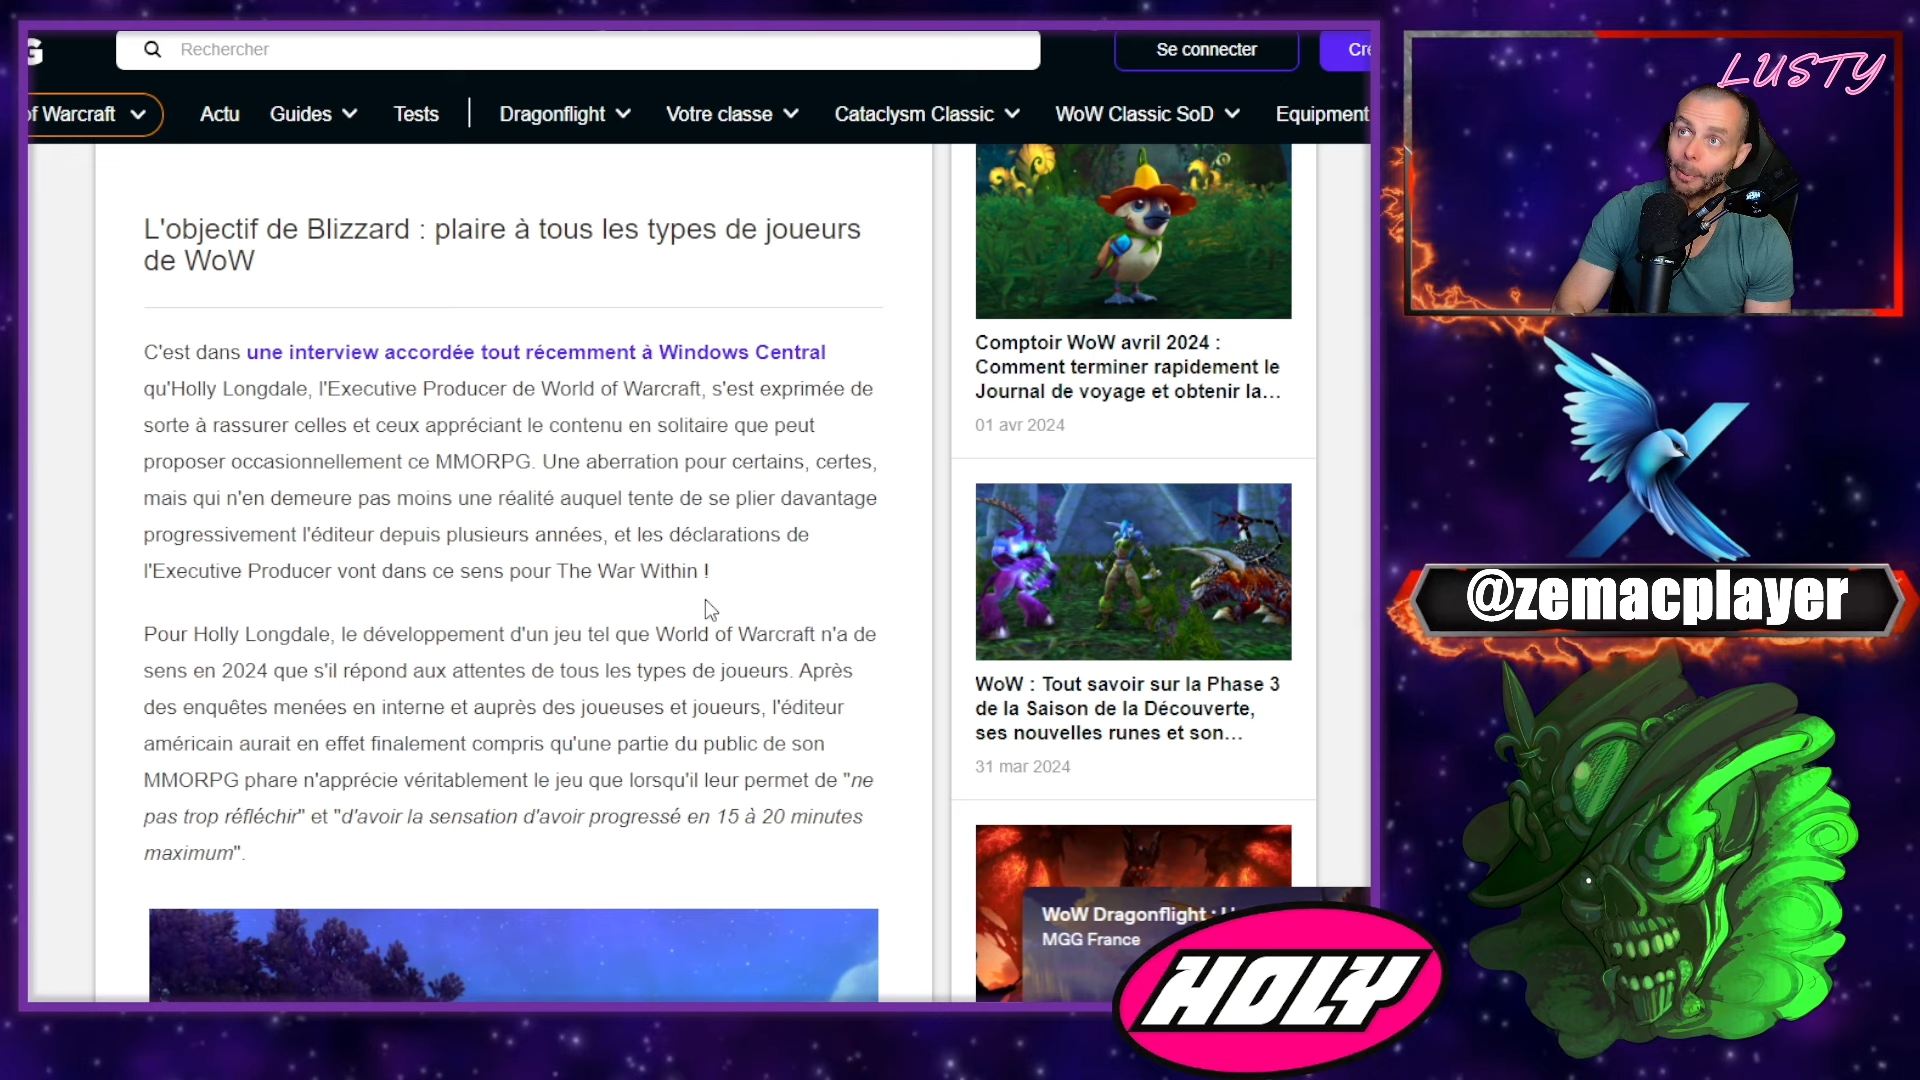 G
Rechercher
Se connecter
Cré
of Warcraft
Actu
Guides
Tests
Dragonflight
Votre classe
Cataclysm Classic
WoW Classic SoD
Equipment
L'objectif de Blizzard : plaire à tous les types de joueurs
de WoW
C'est dans une interview accordée tout récemment à Windows Central
qu'Holly Longdale, l'Executive Producer de World of Warcraft, s'est exprimée de
sorte à rassurer celles et ceux appréciant le contenu en solitaire que peut
proposer occasionnellement ce MMORPG. Une aberration pour certains, certes,
mais qui n'en demeure pas moins une réalité auquel tente de se plier davantage
progressivement l'éditeur depuis plusieurs années, et les déclarations de
l'Executive Producer vont dans ce sens pour The War Within !
Pour Holly Longdale, le développement d'un jeu tel que World of Warcraft n'a de
sens en 2024 que s'il répond aux attentes de tous les types de joueurs. Après
des enquêtes menées en interne et auprès des joueuses et joueurs, l'éditeur
américain aurait en effet finalement compris qu'une partie du public de son
MMORPG phare n'apprécie véritablement le jeu que lorsqu'il leur permet de "ne
pas trop réfléchir" et "d'avoir la sensation d'avoir progressé en 15 à 20 minutes
maximum".
Comptoir WoW avril 2024 :
Comment terminer rapidement le
Journal de voyage et obtenir la...
01 avr 2024
WoW : Tout savoir sur la Phase 3
de la Saison de la Découverte,
ses nouvelles runes et son...
31 mar 2024
WoW Dragonflight :
MGG France
HOLY
LUSTY
@zemacplayer